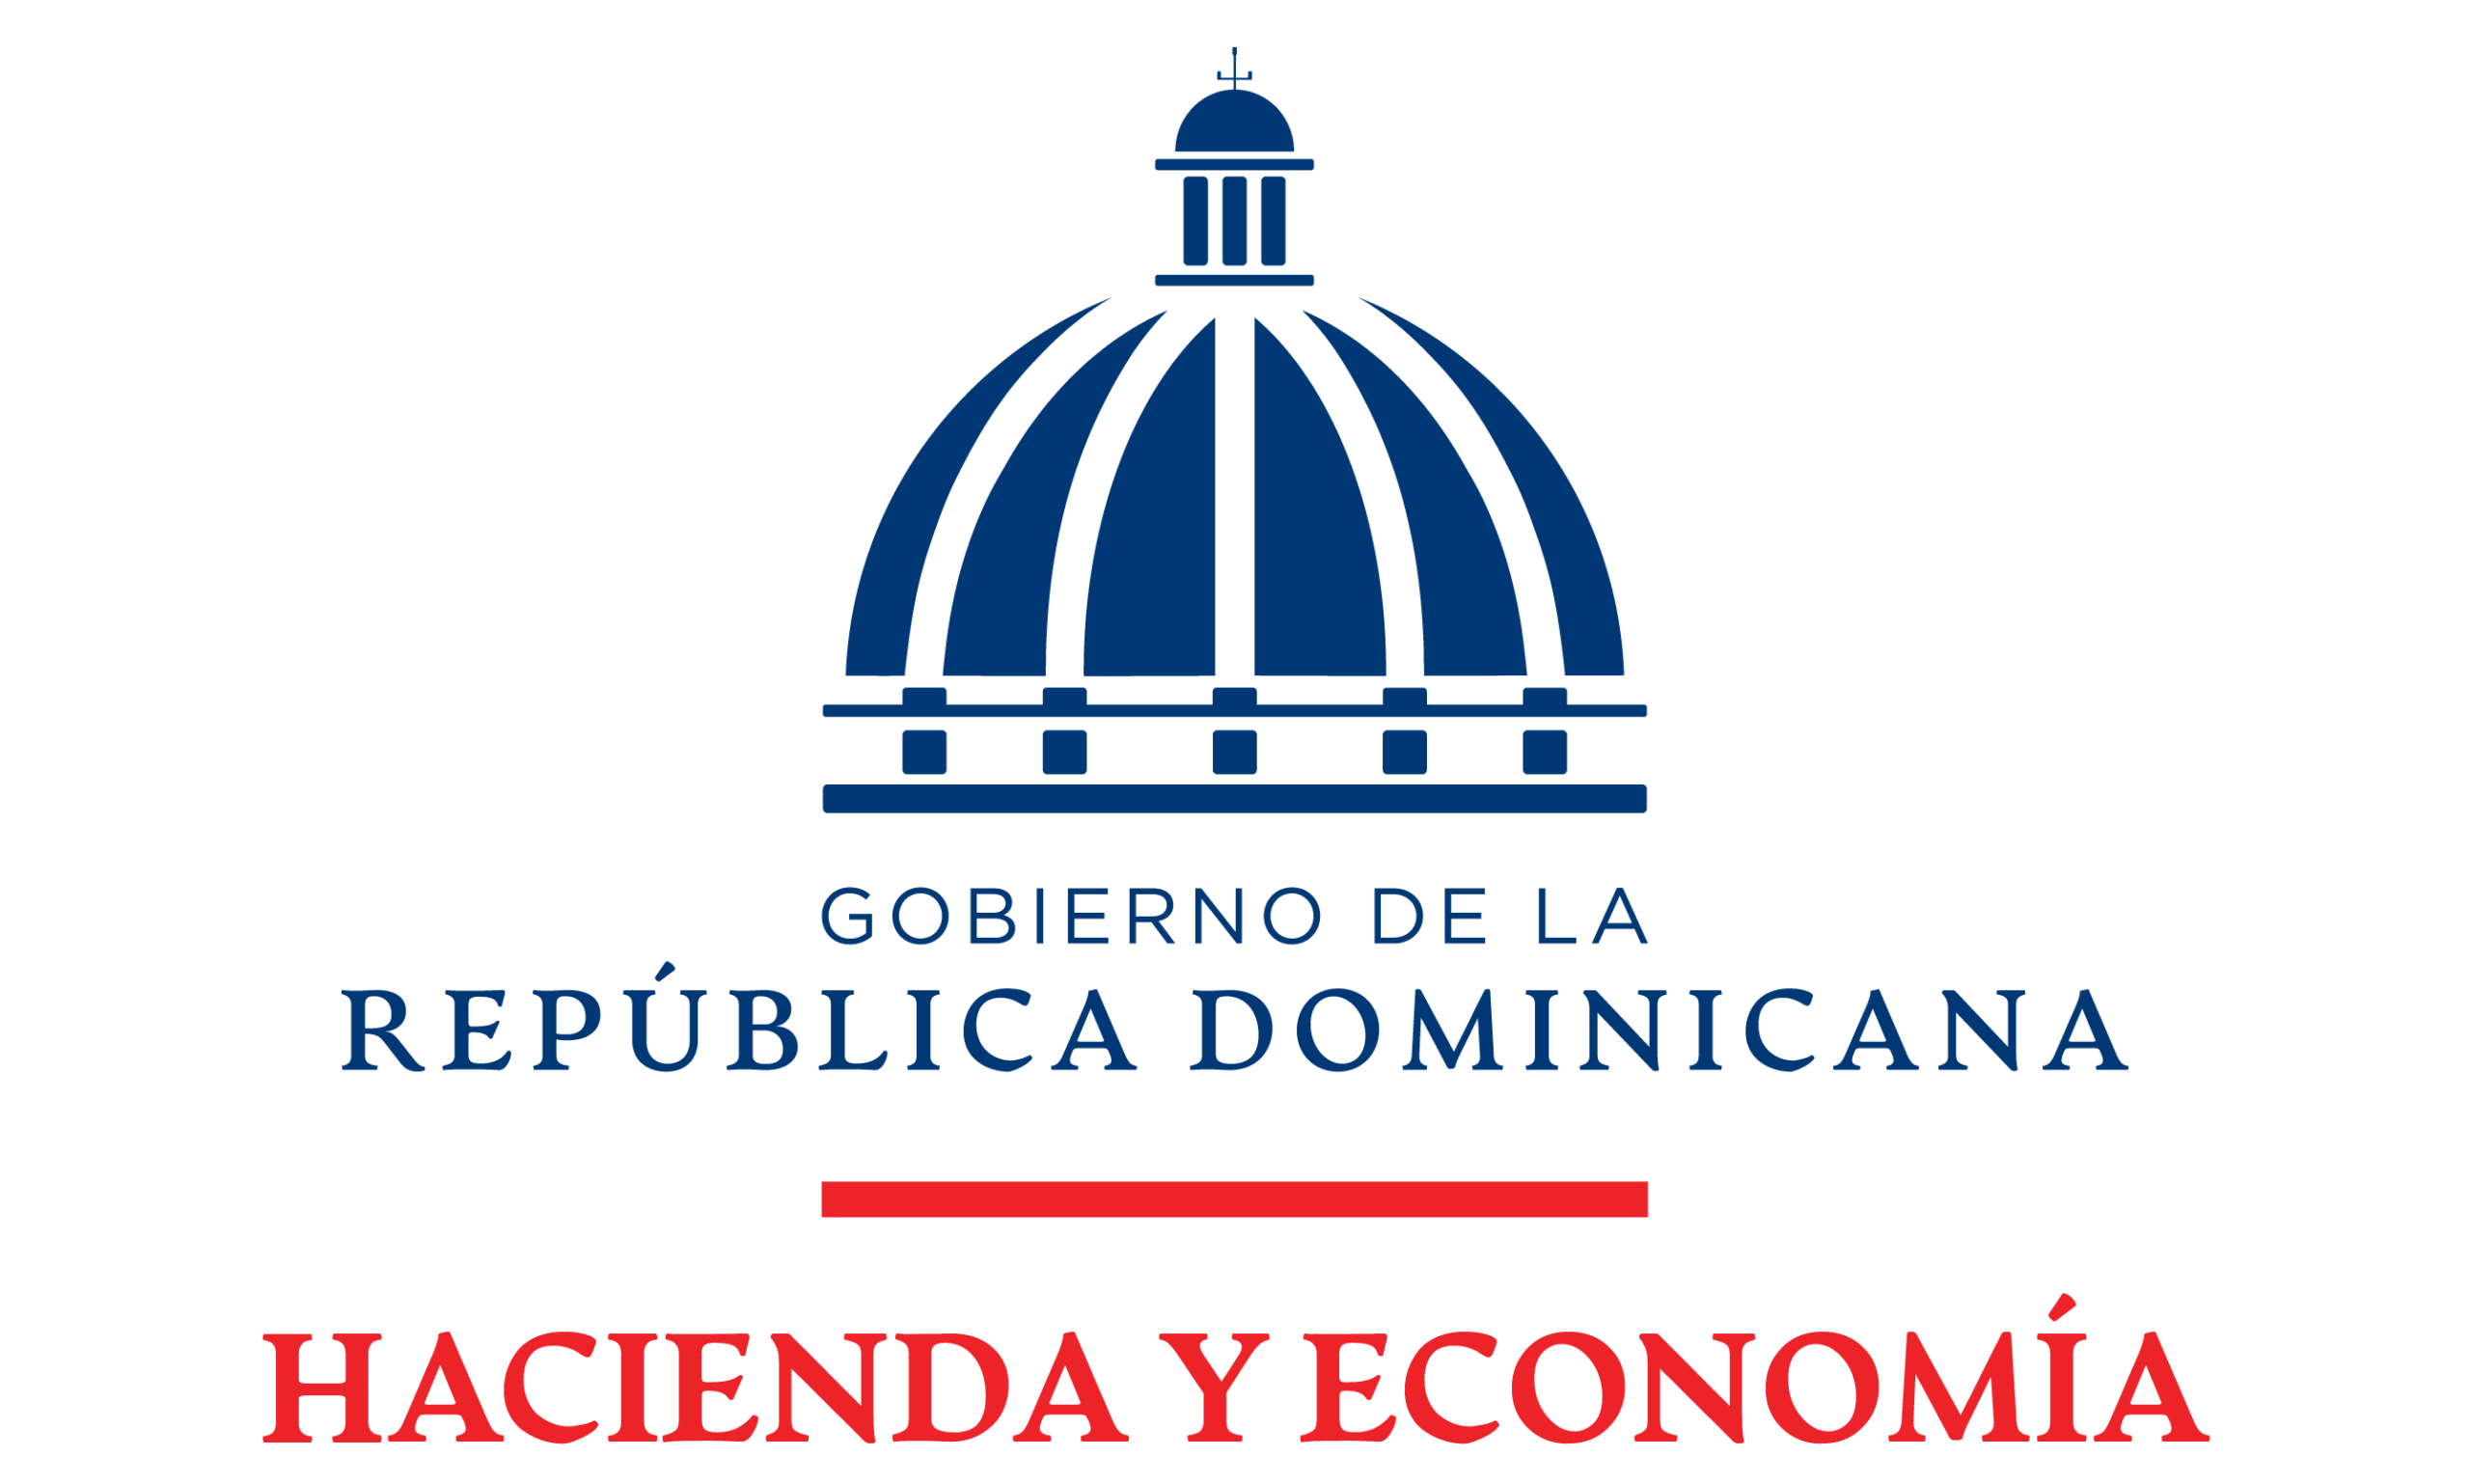 GOBIERNO DE LA
REPÚBLICA DOMINICANA
HACIENDA Y ECONOMÍA